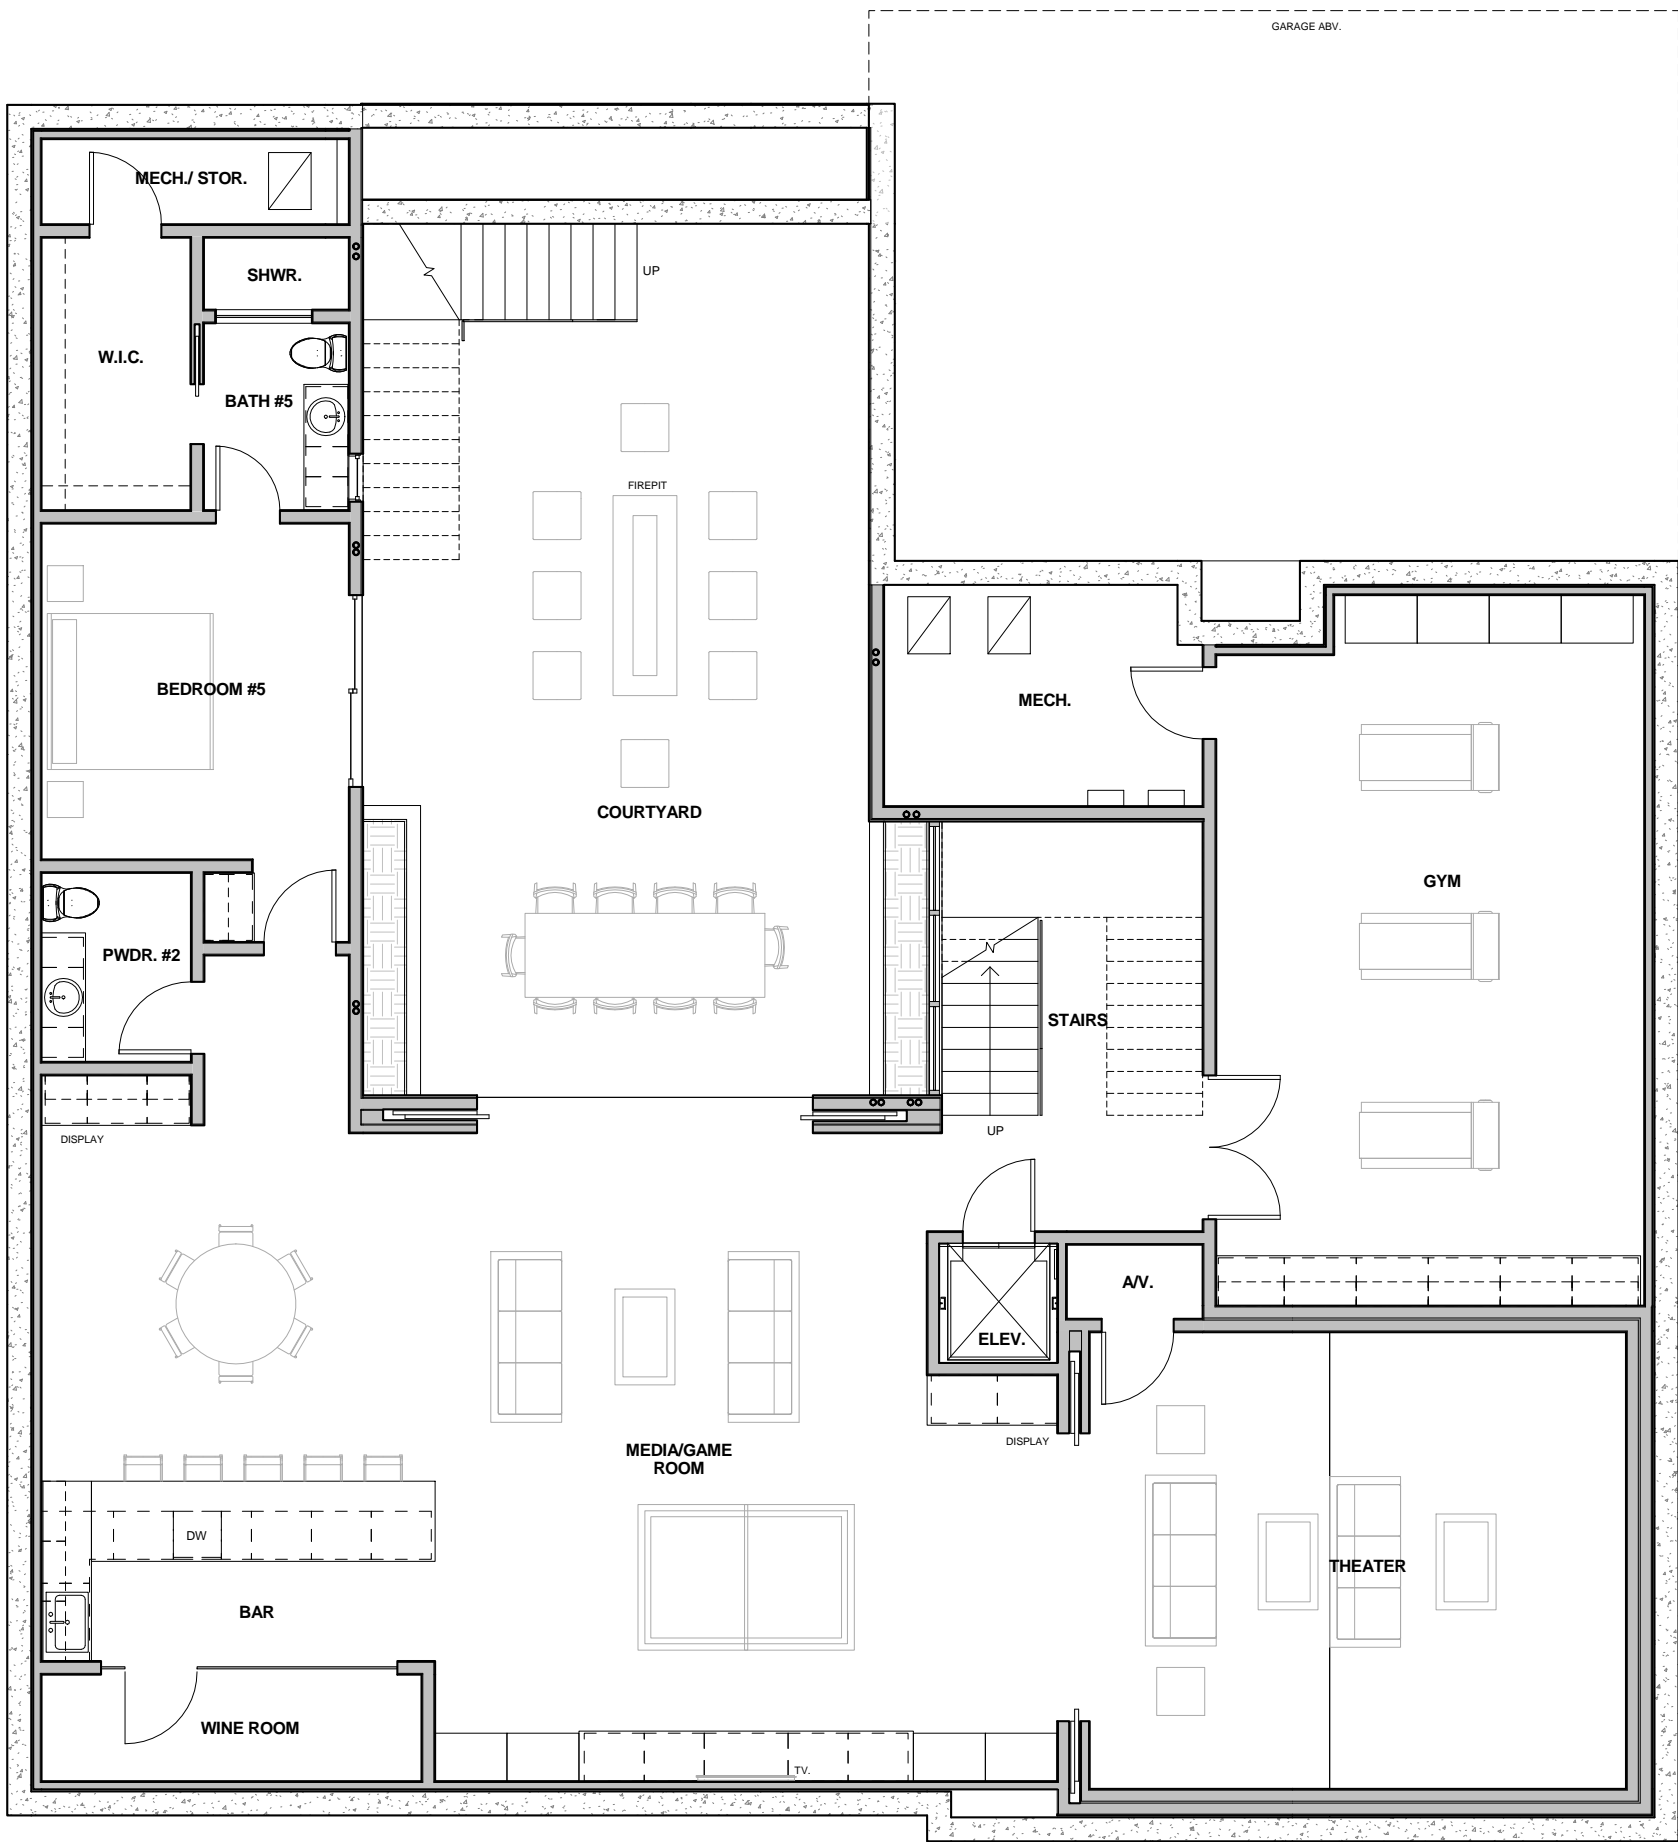 GARAGE ABV.
MECH./ STOR.
SHWR.
UP
W.I.C.
BATH #5
FIREPIT
BEDROOM #5
MECH.
COURTYARD
GYM
PWDR. #2
STAIRS
UP
DISPLAY
A/V.
ELEV.
DISPLAY
MEDIA/GAME
ROOM
DW
THEATER
BAR
WINE ROOM
TV.